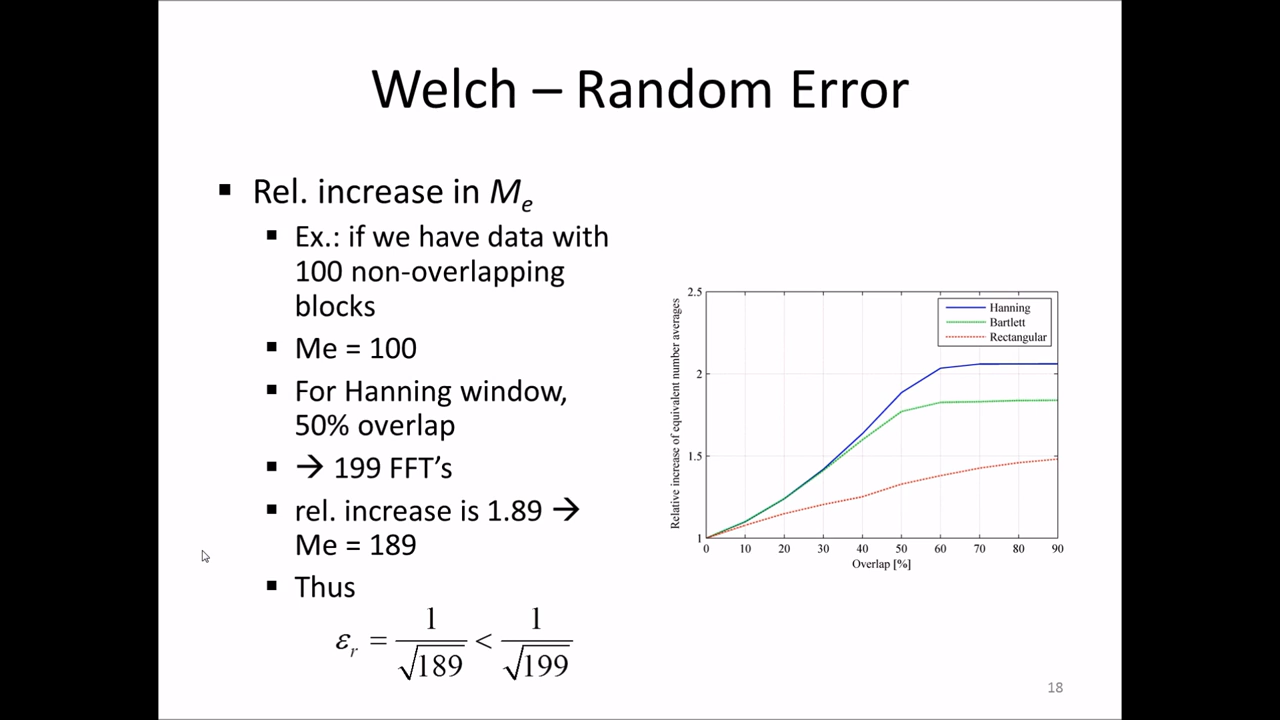 Welch – Random Error
▪ Rel. increase in Me
▪ Ex.: if we have data with
100 non-overlapping
blocks
▪ Me = 100
▪ For Hanning window,
50% overlap
▪ → 199 FFT’s
▪ rel. increase is 1.89 →
Me = 189
▪ Thus
εr = 1/√189 < 1/√199
Relative increase of equivalent number averages
2.5
2
1.5
1
Hanning
Bartlett
Rectangular
0 10 20 30 40 50 60 70 80 90
Overlap [%]
18